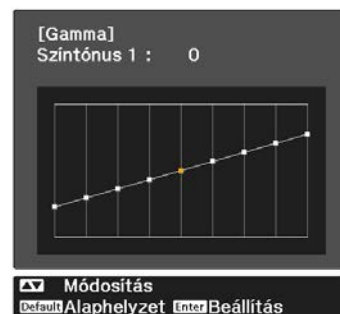 [Gamma]
Színtónus 1 : 0
Módosítás
Default Alaphelyzet Enter Beállítás